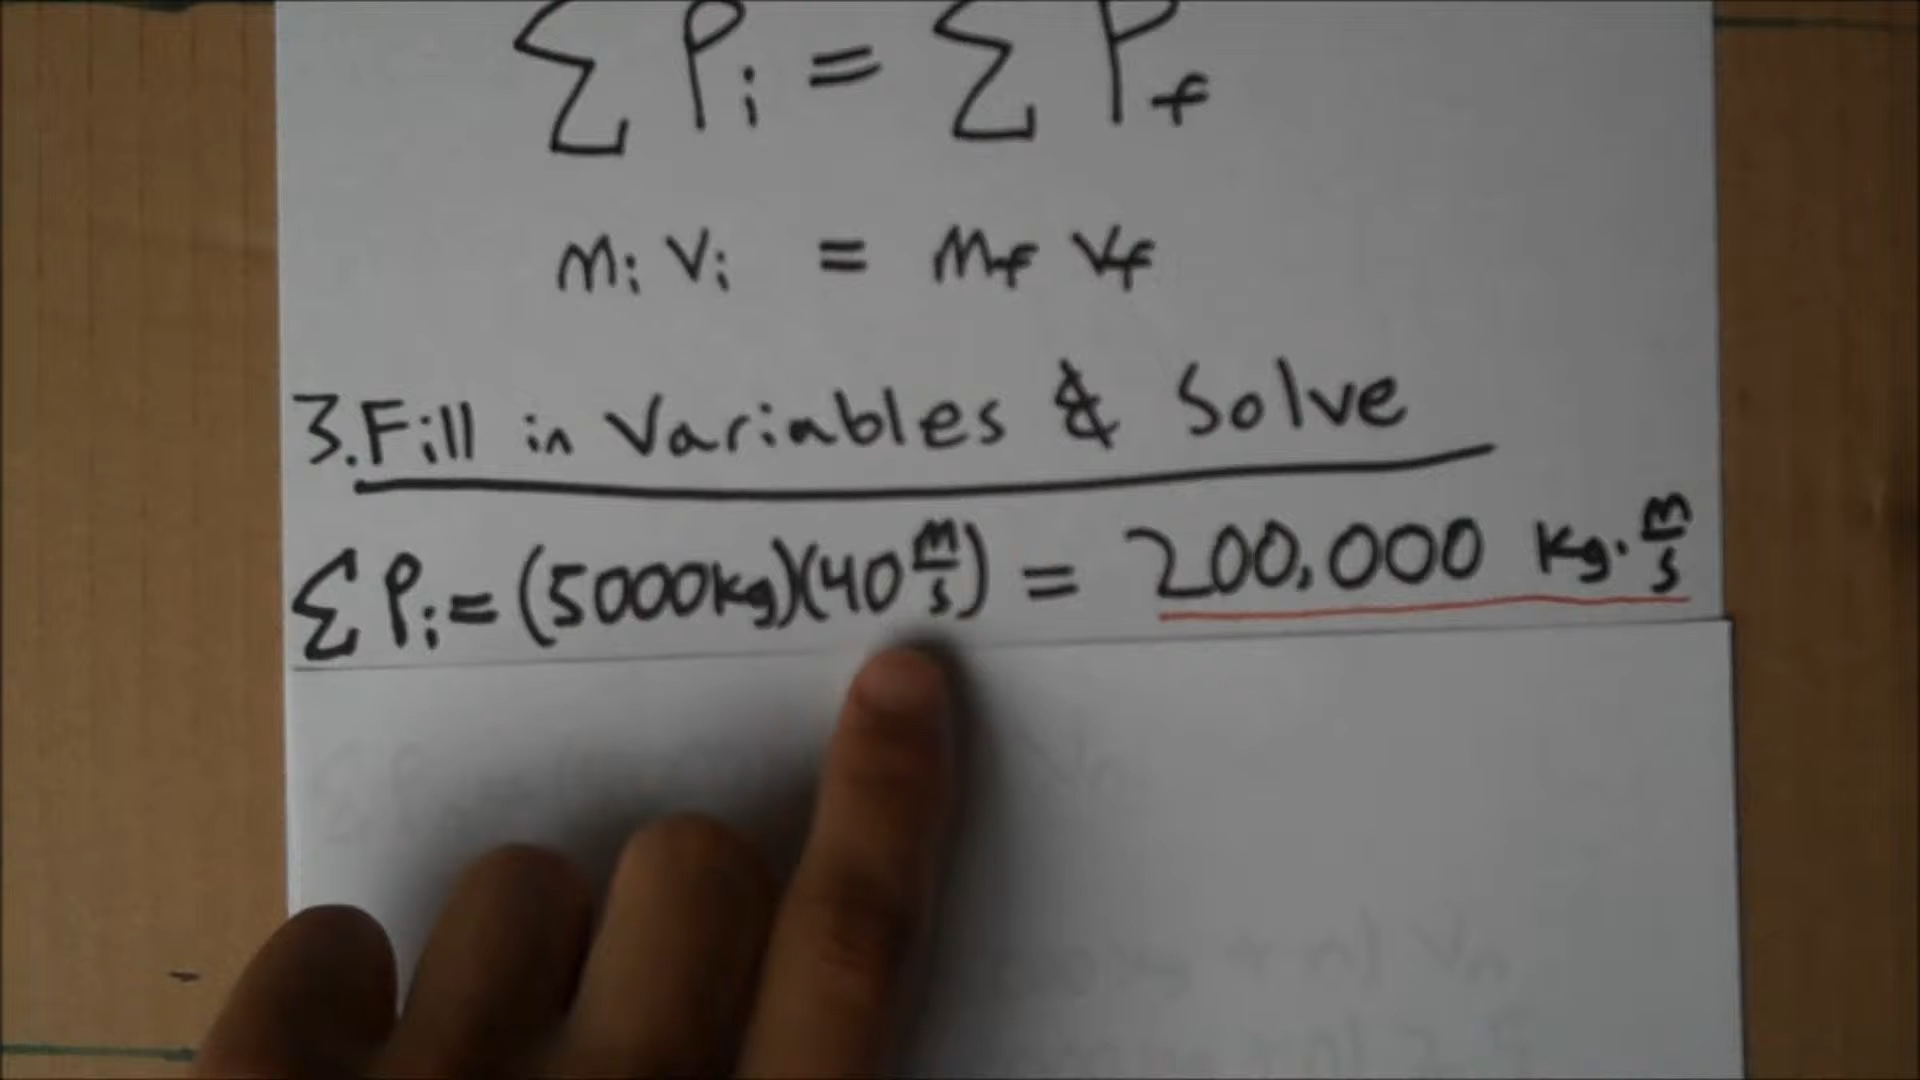 Σ Pi = Σ Pf
mi vi = mf vf
3. Fill in Variables & Solve
Σ Pi = (5000kg)(40 m/s) = 200,000 kg · m/s